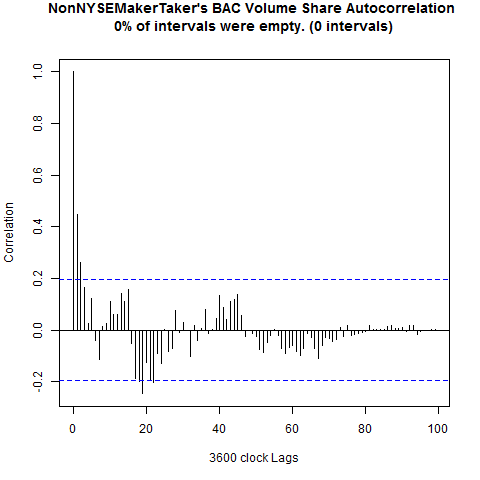 NonNYSEMakerTaker's BAC Volume Share Autocorrelation
0% of intervals were empty. (0 intervals)
Correlation
1.0
0.8
0.6
0.4
0.2
0.0
-0.2
0 20 40 60 80 100
3600 clock Lags